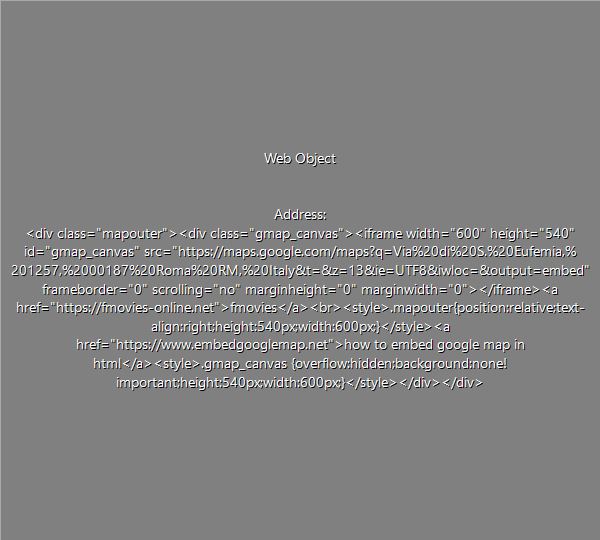 Web Object
Address:
<div class="mapouter"><div class="gmap_canvas"><iframe width="600" height="540"
id="gmap_canvas" src="https://maps.google.com/maps?q=Via%20di%20S.%20Eufemia,%
201257,%2000187%20Roma%20RM,%20Italy&t=&z=13&ie=UTF8&iwloc=&output=embed"
frameborder="0" scrolling="no" marginheight="0" marginwidth="0"></iframe><a
href="https://fmovies-online.net">fmovies</a><br><style>.mapouter{position:relative;text-
align:right;height:540px;width:600px;}</style><a
href="https://www.embedgooglemap.net">how to embed google map in
html</a><style>.gmap_canvas {overflow:hidden;background:none!
important;height:540px;width:600px;}</style></div></div>